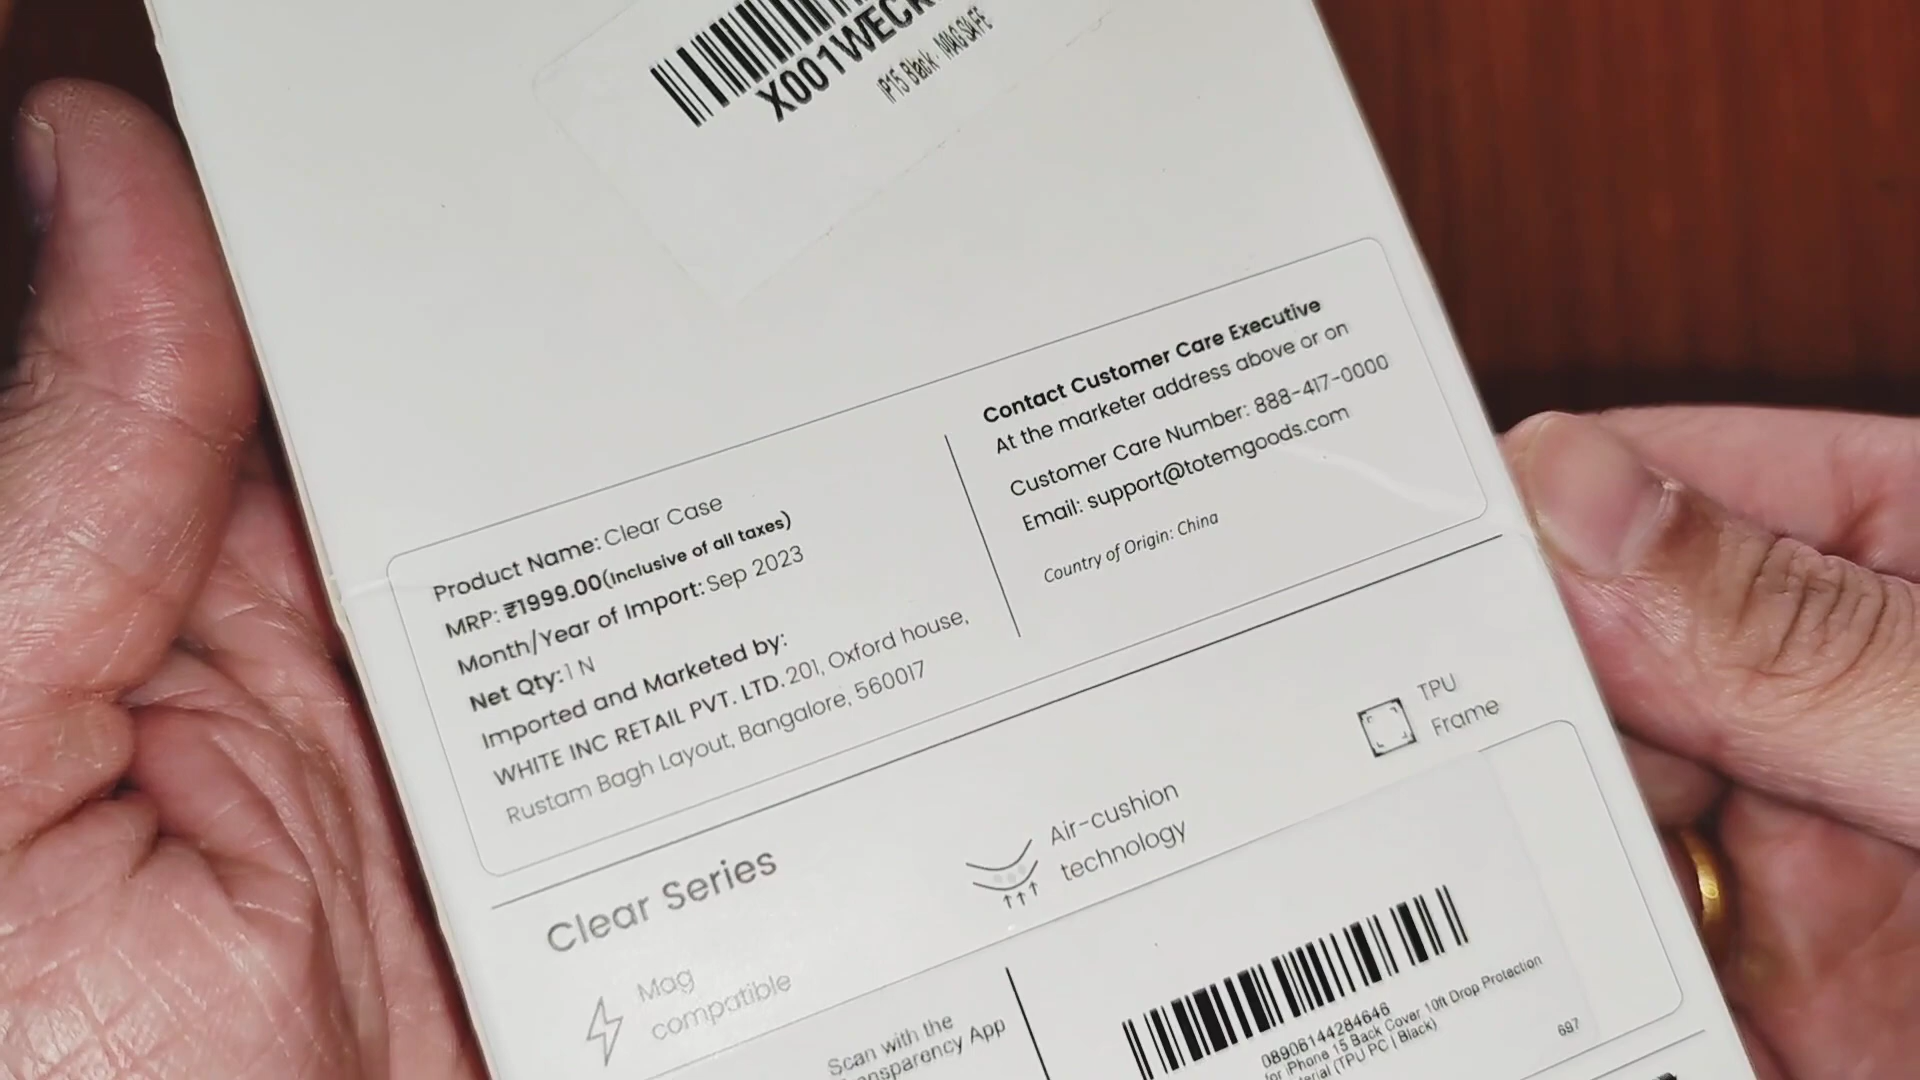 X001WECK
IP15 Black- MAGSAFE
Product Name: Clear Case
MRP: ₹1999.00(Inclusive of all taxes)
Month/Year of Import: Sep 2023
Net Qty: 1 N
Imported and Marketed by:
WHITE INC RETAIL PVT. LTD. 201, Oxford house,
Rustam Bagh Layout, Bangalore, 560017
Contact Customer Care Executive
At the marketer address above or on
Customer Care Number: 888-417-0000
Email: support@totemgoods.com
Country of Origin: China
Clear Series
Mag
compatible
Air-cushion
technology
TPU
Frame
Scan with the
nsparency App
08906144284646
for iPhone 15 Back Cover 10ft Drop Protection
erial (TPU PC | Black)
697